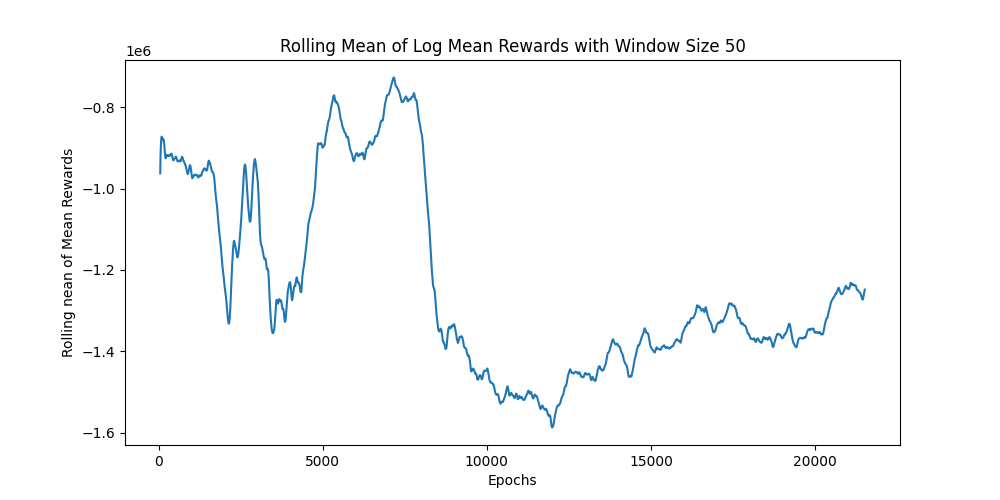 Rolling Mean of Log Mean Rewards with Window Size 50
1e6
−0.8
−1.0
−1.2
−1.4
−1.6
Rolling nean of Mean Rewards
0 5000 10000 15000 20000
Epochs